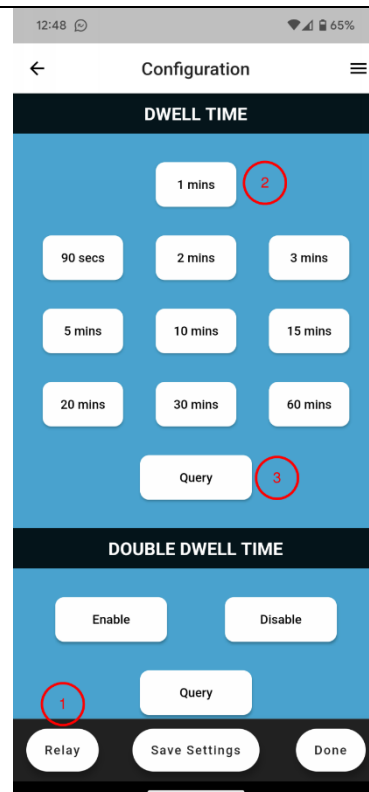 12:48 65%
Configuration
DWELL TIME
1 mins 2
90 secs 2 mins 3 mins
5 mins 10 mins 15 mins
20 mins 30 mins 60 mins
Query 3
DOUBLE DWELL TIME
Enable Disable
Query
1
Relay Save Settings Done